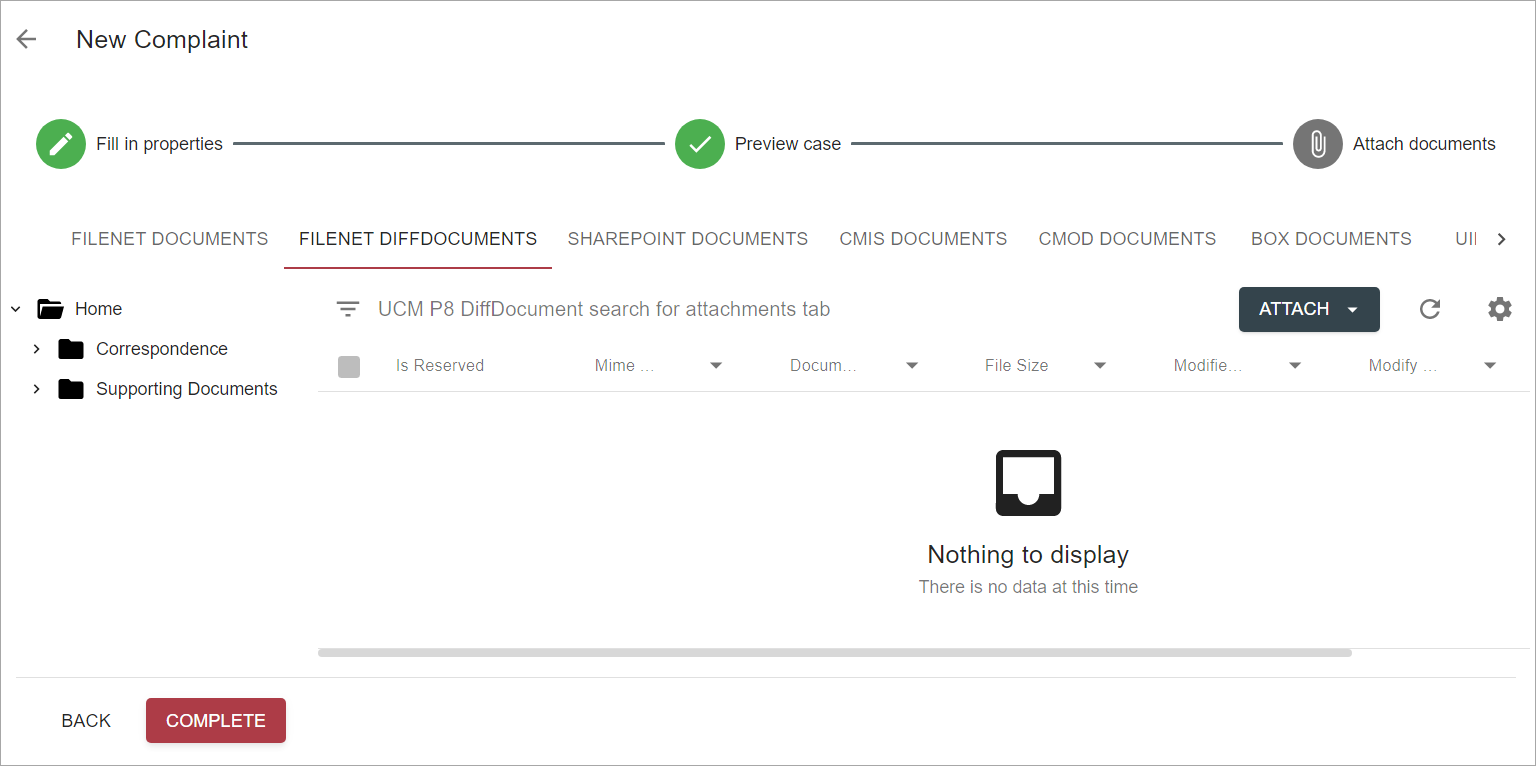 New Complaint
Fill in properties Preview case Attach documents
FILENET DOCUMENTS FILENET DIFFDOCUMENTS SHAREPOINT DOCUMENTS CMIS DOCUMENTS CMOD DOCUMENTS BOX DOCUMENTS
Home
UCM P8 DiffDocument search for attachments tab ATTACH
Correspondence
Is Reserved Mime ... Docum... File Size Modifie... Modify ...
Supporting Documents
Nothing to display
There is no data at this time
BACK COMPLETE